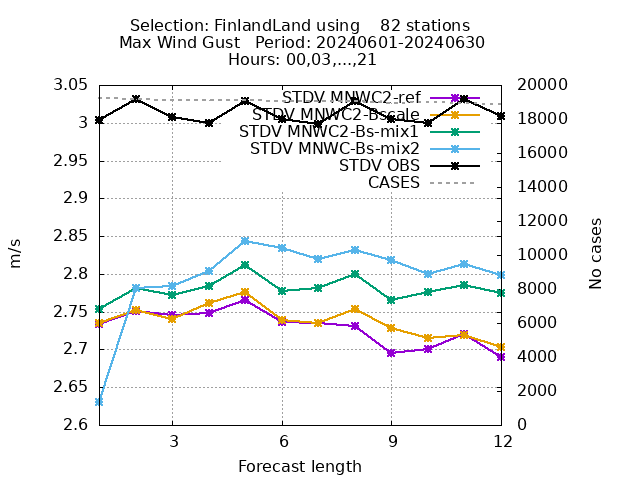 Selection: FinlandLand using    82 stations
Max Wind Gust   Period: 20240601-20240630
Hours: 00,03,...,21
3.05
3
2.95
2.9
2.85
2.8
2.75
2.7
2.65
2.6
m/s
STDV MNWC2-ref
STDV MNWC2-Bscale
STDV MNWC2-Bs-mix1
STDV MNWC-Bs-mix2
STDV OBS
CASES
20000
18000
16000
14000
12000
10000
8000
6000
4000
2000
0
No cases
3 6 9 12
Forecast length